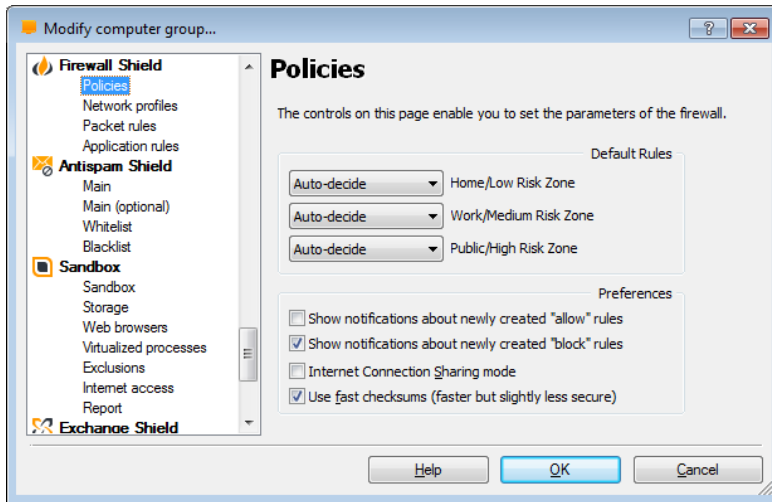 Modify computer group...
Firewall Shield
Policies
Network profiles
Packet rules
Application rules
Antispam Shield
Main
Main (optional)
Whitelist
Blacklist
Sandbox
Sandbox
Storage
Web browsers
Virtualized processes
Exclusions
Internet access
Report
Exchange Shield
Policies
The controls on this page enable you to set the parameters of the firewall.
Default Rules
Auto-decide Home/Low Risk Zone
Auto-decide Work/Medium Risk Zone
Auto-decide Public/High Risk Zone
Preferences
Show notifications about newly created "allow" rules
Show notifications about newly created "block" rules
Internet Connection Sharing mode
Use fast checksums (faster but slightly less secure)
Help OK Cancel